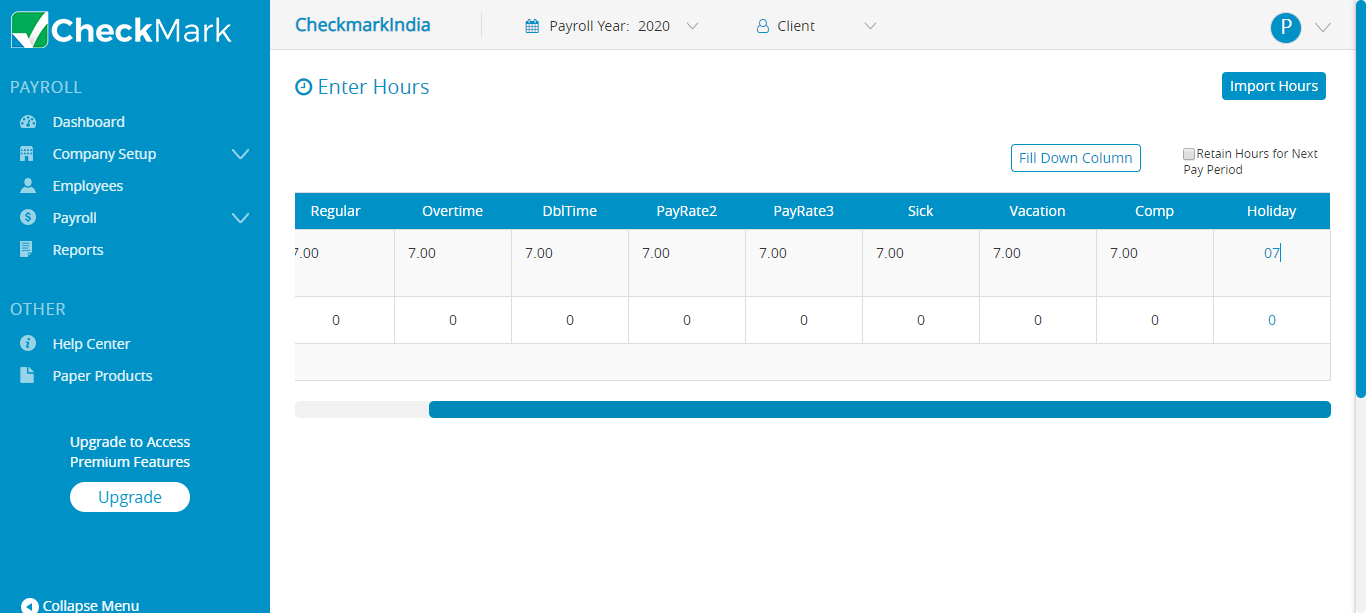 CheckMark
PAYROLL
Dashboard
Company Setup
Employees
Payroll
Reports
OTHER
Help Center
Paper Products
Upgrade to Access
Premium Features
Upgrade
Collapse Menu
CheckmarkIndia
Payroll Year: 2020
Client
P
Enter Hours
Import Hours
Fill Down Column
Retain Hours for Next
Pay Period
Regular Overtime DblTime PayRate2 PayRate3 Sick Vacation Comp Holiday
7.00 7.00 7.00 7.00 7.00 7.00 7.00 7.00 07
0 0 0 0 0 0 0 0 0